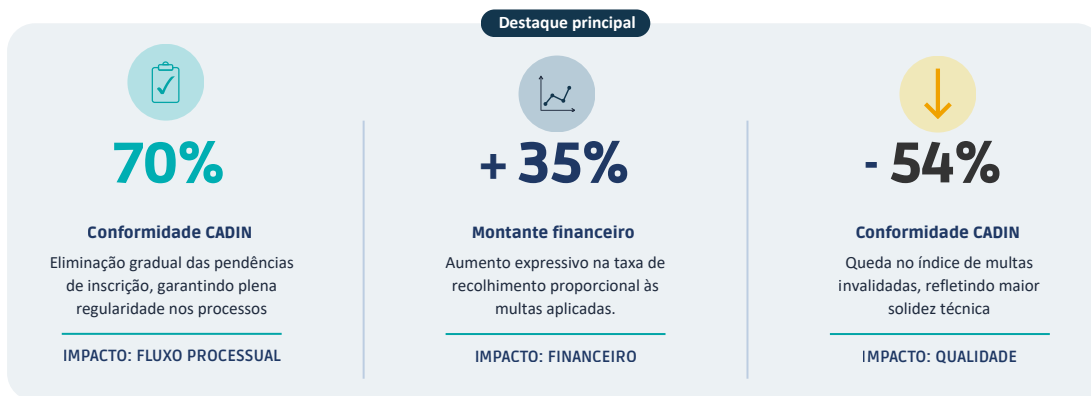 Destaque principal
70%
Conformidade CADIN
Eliminação gradual das pendências
de inscrição, garantindo plena
regularidade nos processos
IMPACTO: FLUXO PROCESSUAL
+ 35%
Montante financeiro
Aumento expressivo na taxa de
recolhimento proporcional às
multas aplicadas.
IMPACTO: FINANCEIRO
- 54%
Conformidade CADIN
Queda no índice de multas
invalidadas, refletindo maior
solidez técnica
IMPACTO: QUALIDADE